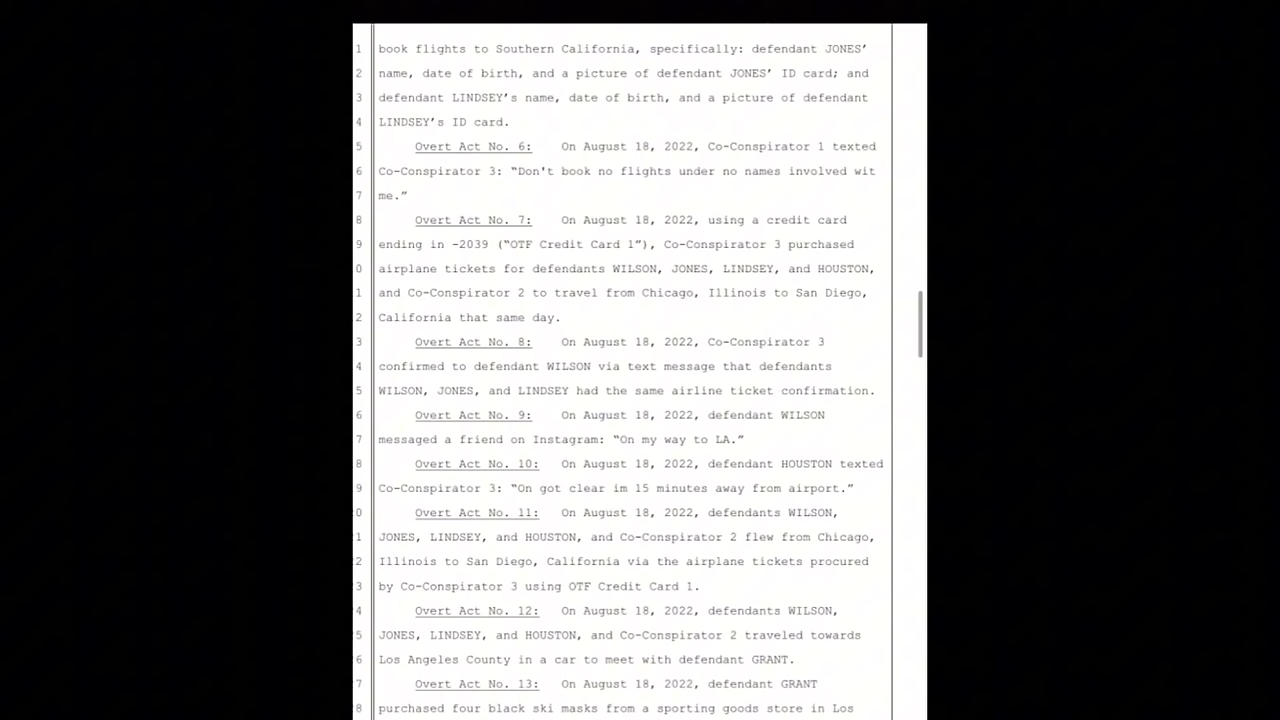 1 book flights to Southern California, specifically: defendant JONES’
2 name, date of birth, and a picture of defendant JONES’ ID card; and
3 defendant LINDSEY’s name, date of birth, and a picture of defendant
4 LINDSEY’s ID card.
5 Overt Act No. 6: On August 18, 2022, Co-Conspirator 1 texted
6 Co-Conspirator 3: “Don't book no flights under no names involved wit
7 me.”
8 Overt Act No. 7: On August 18, 2022, using a credit card
9 ending in -2039 (“OTF Credit Card 1”), Co-Conspirator 3 purchased
0 airplane tickets for defendants WILSON, JONES, LINDSEY, and HOUSTON,
1 and Co-Conspirator 2 to travel from Chicago, Illinois to San Diego,
2 California that same day.
3 Overt Act No. 8: On August 18, 2022, Co-Conspirator 3
4 confirmed to defendant WILSON via text message that defendants
5 WILSON, JONES, and LINDSEY had the same airline ticket confirmation.
6 Overt Act No. 9: On August 18, 2022, defendant WILSON
7 messaged a friend on Instagram: “On my way to LA.”
8 Overt Act No. 10: On August 18, 2022, defendant HOUSTON texted
9 Co-Conspirator 3: “On got clear im 15 minutes away from airport.”
0 Overt Act No. 11: On August 18, 2022, defendants WILSON,
1 JONES, LINDSEY, and HOUSTON, and Co-Conspirator 2 flew from Chicago,
2 Illinois to San Diego, California via the airplane tickets procured
3 by Co-Conspirator 3 using OTF Credit Card 1.
4 Overt Act No. 12: On August 18, 2022, defendants WILSON,
5 JONES, LINDSEY, and HOUSTON, and Co-Conspirator 2 traveled towards
6 Los Angeles County in a car to meet with defendant GRANT.
7 Overt Act No. 13: On August 18, 2022, defendant GRANT
8 purchased four black ski masks from a sporting goods store in Los